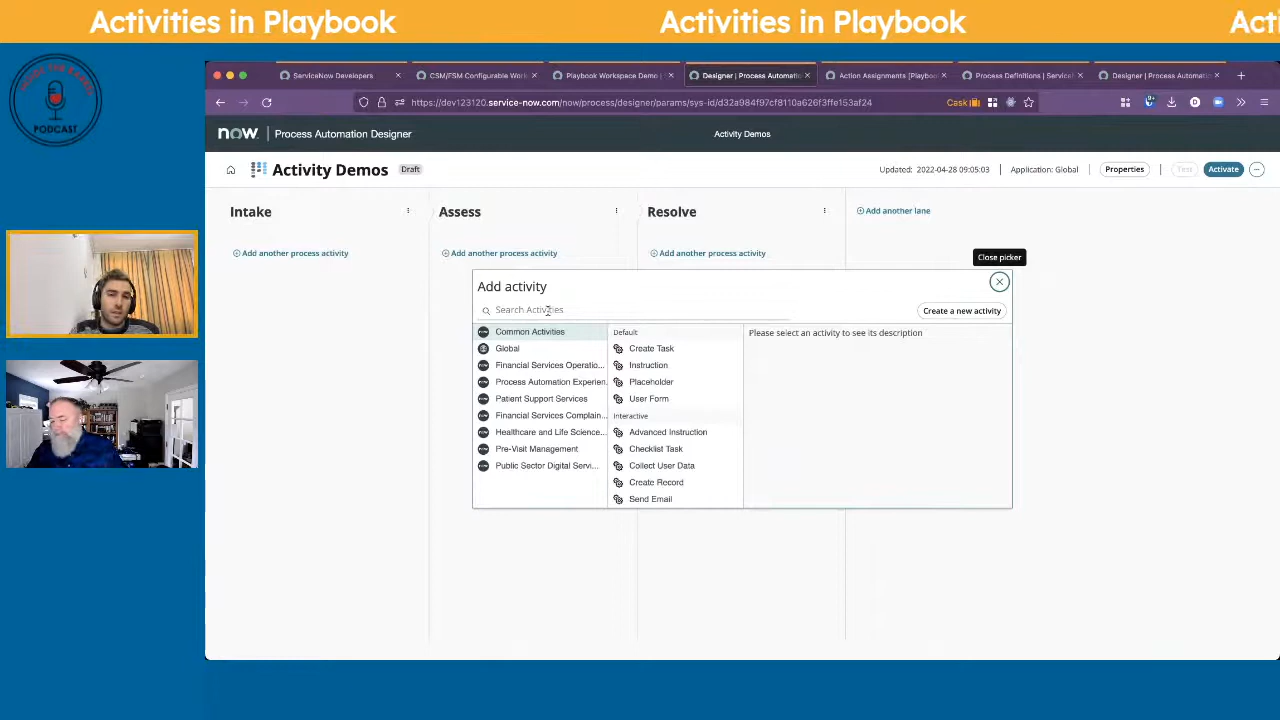 Activities in Playbook
Activities in Playbook
Acti
PODCAST
ServiceNow Developers
CSM/FSM Configurable Work
Playbook Workspace Demo |
Designer | Process Automatio
Action Assignments [Playbook
Process Definitions | Service
Designer | Process Automatio
https://dev123120.service-now.com/now/process/designer/params/sys-id/d32a984f97cf8110a626f3ffe153af24
Cask
now.
Process Automation Designer
Activity Demos
Activity Demos
Draft
Updated: 2022-04-28 09:05:03
Application: Global
Properties
Test
Activate
Intake
Assess
Resolve
Add another lane
Add another process activity
Add another process activity
Add another process activity
Close picker
Add activity
Search Activities
Create a new activity
Common Activities
Global
Financial Services Operatio...
Process Automation Experien.
Patient Support Services
Financial Services Complain...
Healthcare and Life Science...
Pre-Visit Management
Public Sector Digital Servi...
Default
Create Task
Instruction
Placeholder
User Form
Interactive
Advanced Instruction
Checklist Task
Collect User Data
Create Record
Send Email
Please select an activity to see its description